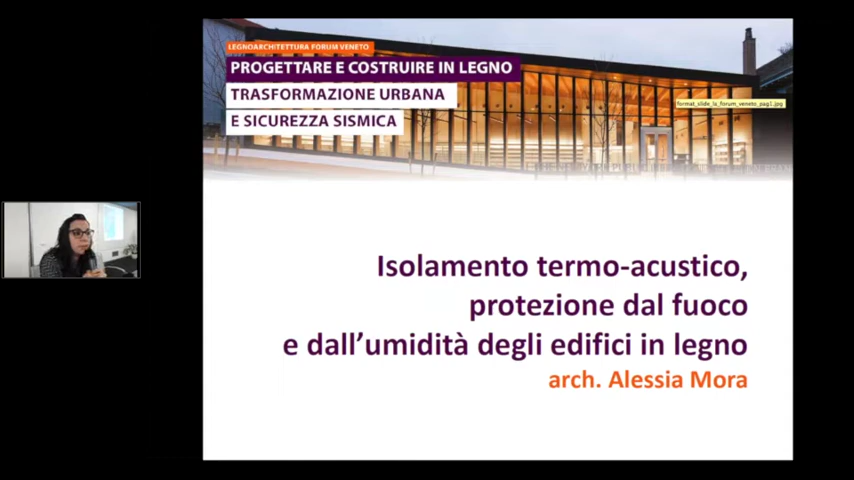 LEGNOARCHITETTURA FORUM VENETO
PROGETTARE E COSTRUIRE IN LEGNO
TRASFORMAZIONE URBANA
E SICUREZZA SISMICA
format_slide_la_forum_veneto_pag1.jpg
Isolamento termo-acustico,
protezione dal fuoco
e dall'umidità degli edifici in legno
arch. Alessia Mora